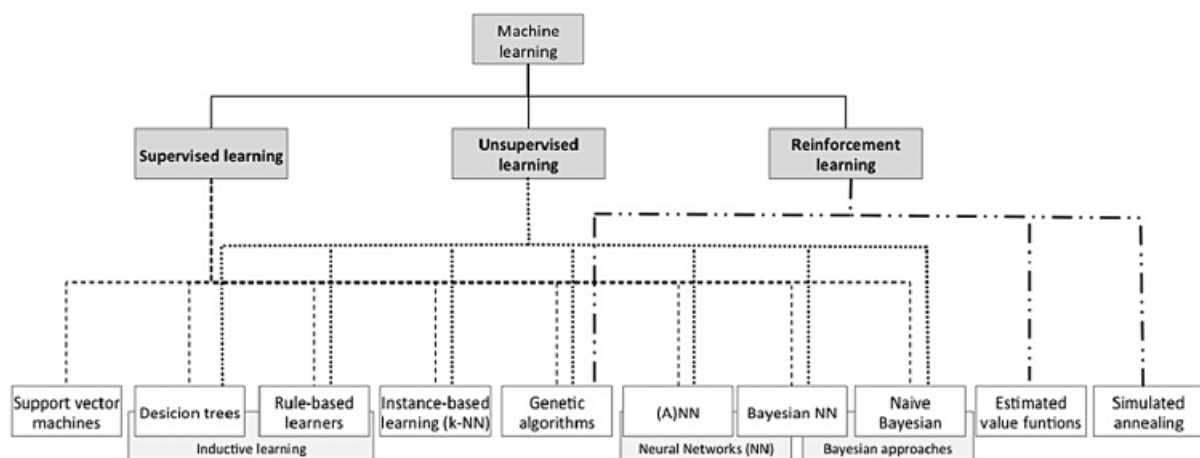 Machine
learning
Supervised learning
Unsupervised
learning
Reinforcement
learning
Support vector
machines
Desicion trees
Rule-based
learners
Instance-based
learning (k-NN)
Genetic
algorithms
(A)NN
Bayesian NN
Naive
Bayesian
Estimated
value funtions
Simulated
annealing
Inductive learning
Neural Networks (NN)
Bayesian approaches